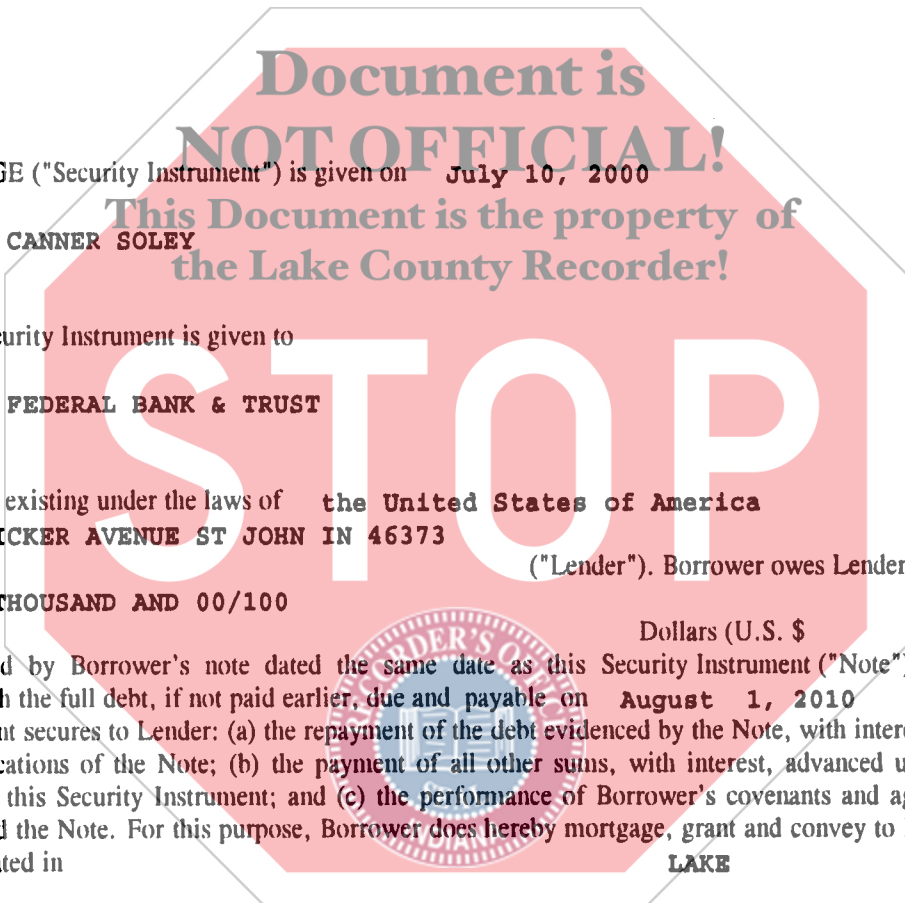 Document is
NOT OFFICIAL!
GE ("Security Instrument") is given on July 10, 2000
This Document is the property of
CANNER SOLEY
the Lake County Recorder!
curity Instrument is given to
STOP
FEDERAL BANK & TRUST
existing under the laws of the United States of America
ICKER AVENUE ST JOHN IN 46373
("Lender"). Borrower owes Lender
THOUSAND AND 00/100
Dollars (U.S. $
d by Borrower's note dated the same date as this Security Instrument ("Note")
h the full debt, if not paid earlier, due and payable on August 1, 2010
nt secures to Lender: (a) the repayment of the debt evidenced by the Note, with intere
cations of the Note; (b) the payment of all other sums, with interest, advanced u
this Security Instrument; and (c) the performance of Borrower's covenants and ag
d the Note. For this purpose, Borrower does hereby mortgage, grant and convey to
ated in LAKE
RECORDER'S OFFICE
SEAL
INDIANA